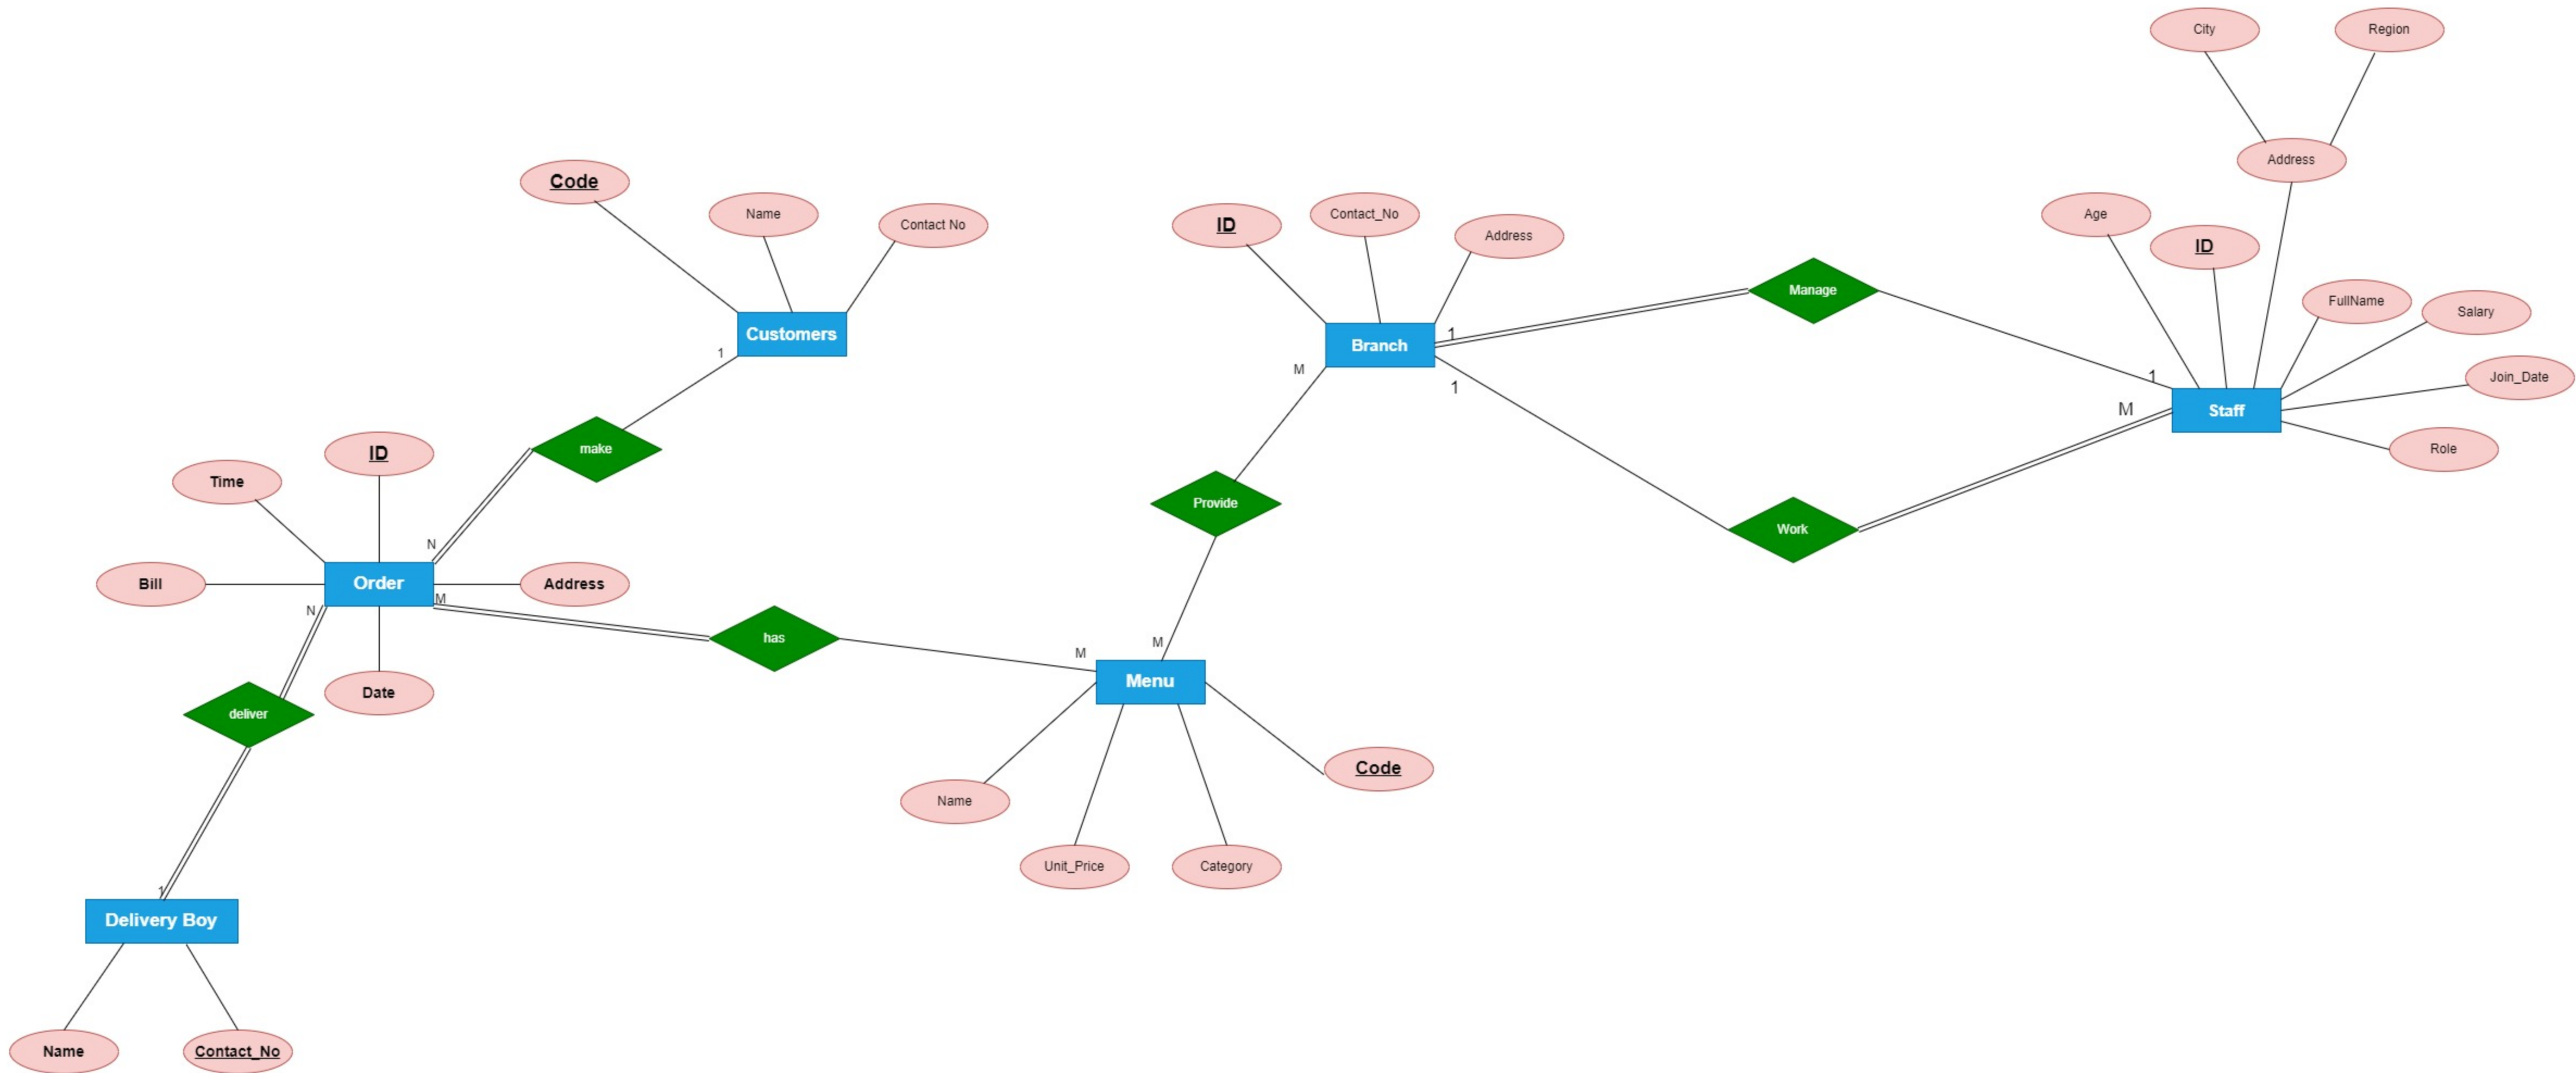 City
Region
Address
Code
Name
Contact No
ID
Contact_No
Address
Age
ID
FullName
Salary
Join_Date
Role
Manage
Customers
1
Branch
1
1
M
1
M
Staff
make
Time
ID
Bill
Order
Address
N
N
M
Date
has
Provide
Work
M
M
Menu
deliver
Name
Unit_Price
Category
Code
1
Delivery Boy
Name
Contact_No